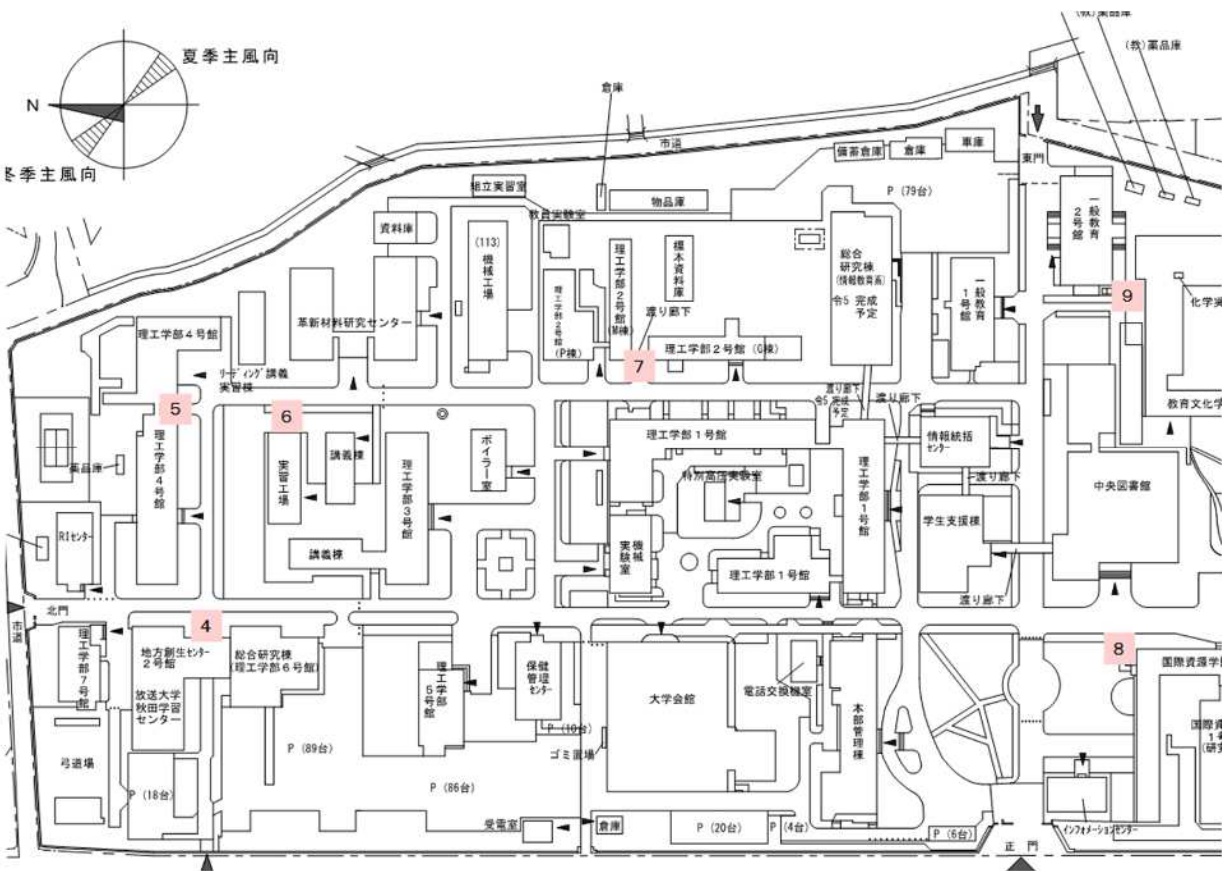 夏季主風向
N
冬季主風向
(教)薬品庫
(教)薬品庫
倉庫
市道
備蓄倉庫
倉庫
車庫
東門
P (79台)
組立実習室
物品庫
教員実験室
資料庫
(113)
機械工場
理工学部2号館
(P棟)
理工学部2号館
(M棟)
標本資料庫
渡り廊下
7
理工学部2号館 (G棟)
総合
研究棟
(情報教育系)
令5 完成
予定
一般教育
1号館
一般教育
2号館
9
化学実
革新材料研究センター
理工学部4号館
リーディング講義
実習棟
5
6
薬品庫
理工学部4号館
実習工場
講義棟
理工学部3号館
ボイラー室
理工学部1号館
特別高圧実験室
渡り廊下
令5 完成
予定
渡り廊下
情報統括
センター
渡り廊下
教育文化学
中央図書館
RIセンター
講義棟
機械
実験室
理工学部1号館
理工学部1号館
学生支援棟
渡り廊下
北門
市道
理工学部7号館
4
地方創生センター
2号館
放送大学
秋田学習
センター
総合研究棟
(理工学部6号館)
理工学部
5号館
保健
管理
センター
大学会館
電話交換機室
本部管理棟
8
国際資源学部
国際資
1号
(研究
弓道場
P (18台)
P (89台)
P (86台)
P (10台)
ゴミ置場
受電室
倉庫
P (20台)
P (4台)
P (6台)
インフォメーションセンター
正門